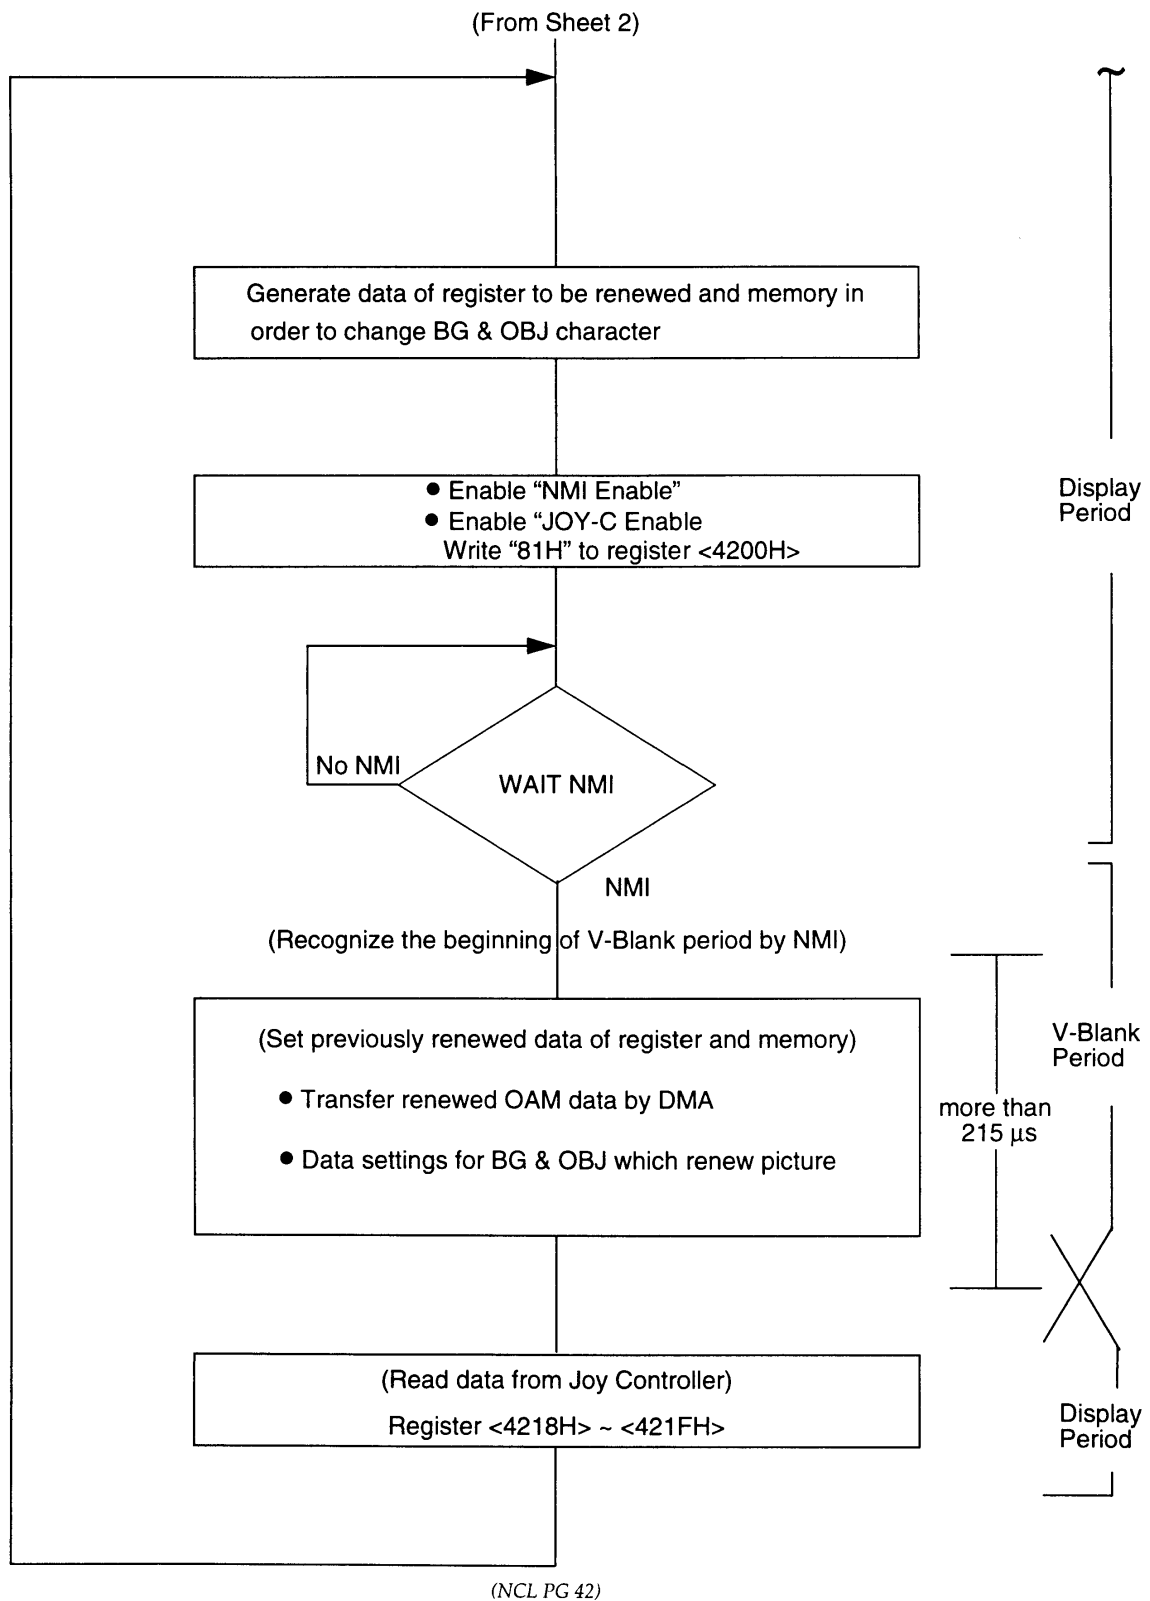 (From Sheet 2)
Generate data of register to be renewed and memory in
order to change BG & OBJ character
● Enable “NMI Enable”
● Enable “JOY-C Enable
Write “81H” to register <4200H>
Display
Period
No NMI
WAIT NMI
NMI
(Recognize the beginning of V-Blank period by NMI)
(Set previously renewed data of register and memory)
● Transfer renewed OAM data by DMA
● Data settings for BG & OBJ which renew picture
V-Blank
Period
more than
215 µs
(Read data from Joy Controller)
Register <4218H> ~ <421FH>
Display
Period
(NCL PG 42)